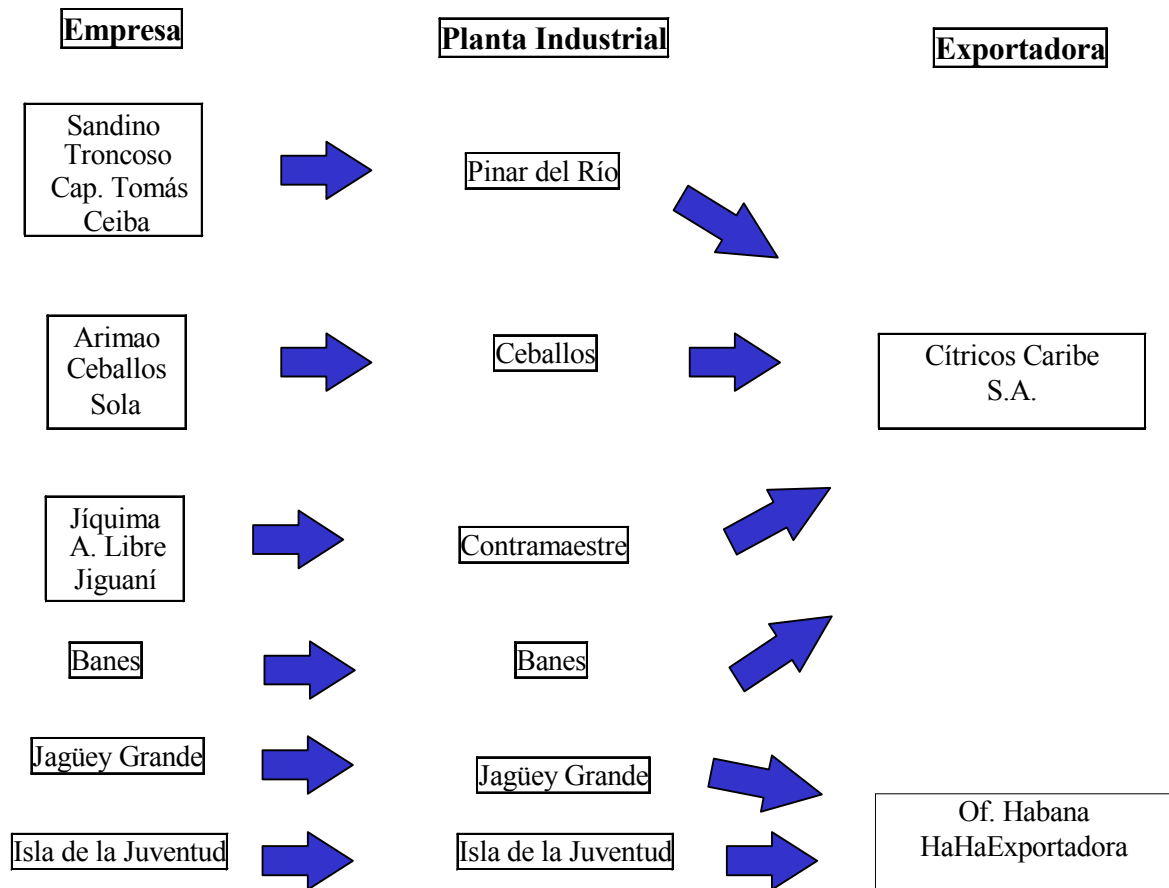 Empresa
Planta Industrial
Exportadora
Sandino
Troncoso
Cap. Tomás
Ceiba
Pinar del Río
Arimao
Ceballos
Sola
Ceballos
Cítricos Caribe
S.A.
Jíquima
A. Libre
Jiguaní
Contramaestre
Banes
Banes
Jagüey Grande
Jagüey Grande
Isla de la Juventud
Isla de la Juventud
Of. Habana
HaHaExportadora